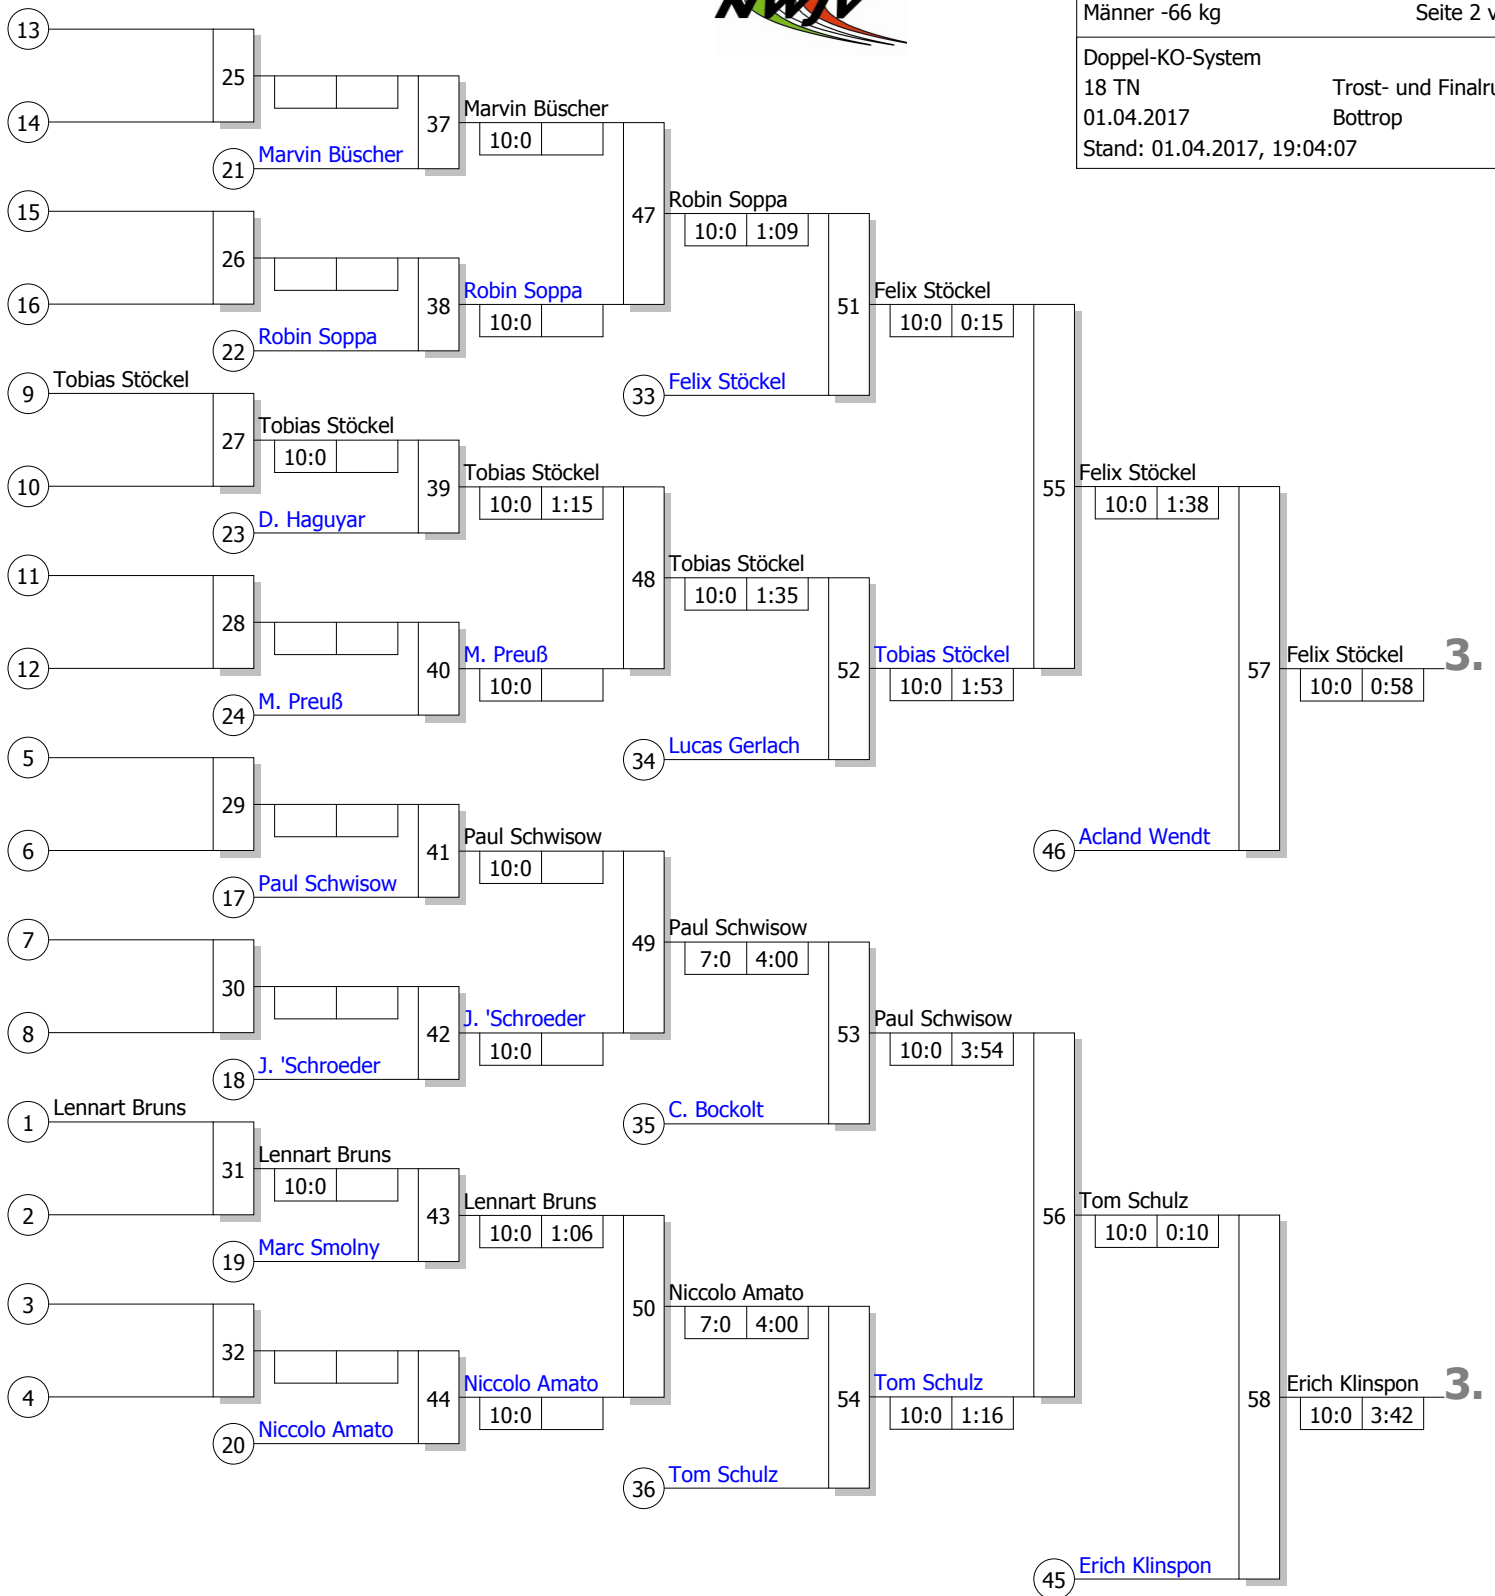 NWJV
Männer -66 kg Seite 2 v
Doppel-KO-System
18 TN Trost- und Finalru
01.04.2017 Bottrop
Stand: 01.04.2017, 19:04:07
13
25
14
37
Marvin Büscher
10:0
21
Marvin Büscher
15
47
Robin Soppa
10:0 1:09
26
16
38
Robin Soppa
10:0
22
Robin Soppa
51
Felix Stöckel
10:0 0:15
33
Felix Stöckel
9
Tobias Stöckel
27
Tobias Stöckel
10:0
10
39
Tobias Stöckel
10:0 1:15
23
D. Haguyar
55
Felix Stöckel
10:0 1:38
11
48
Tobias Stöckel
10:0 1:35
28
12
40
M. Preuß
10:0
24
M. Preuß
52
Tobias Stöckel
10:0 1:53
34
Lucas Gerlach
57
Felix Stöckel
10:0 0:58
3.
5
29
6
41
Paul Schwisow
10:0
17
Paul Schwisow
46
Acland Wendt
7
49
Paul Schwisow
7:0 4:00
30
8
42
J. 'Schroeder
10:0
18
J. 'Schroeder
53
Paul Schwisow
10:0 3:54
35
C. Bockolt
1
Lennart Bruns
31
Lennart Bruns
10:0
2
43
Lennart Bruns
10:0 1:06
19
Marc Smolny
56
Tom Schulz
10:0 0:10
3
50
Niccolo Amato
7:0 4:00
32
4
44
Niccolo Amato
10:0
20
Niccolo Amato
54
Tom Schulz
10:0 1:16
36
Tom Schulz
58
Erich Klinspon
10:0 3:42
3.
45
Erich Klinspon